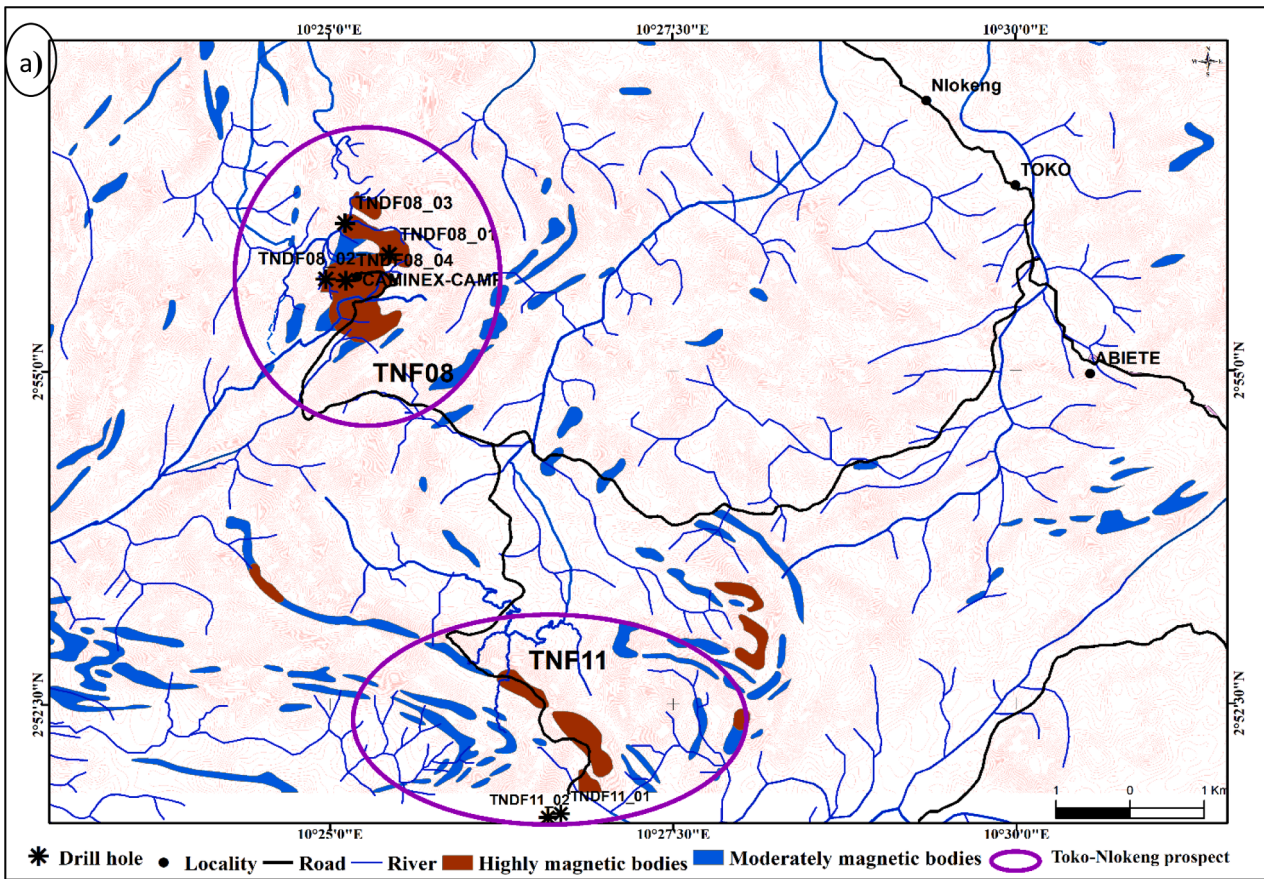 a)
10°25'0"E 10°27'30"E 10°30'0"E
N
W E
S
Nlokeng
TOKO
TNDF08_03
TNDF08_01
TNDF08_02 TNDF08_04
CAMINEX-CAMP
ABIETE
TNF08
2°55'0"N 2°55'0"N
TNF11
2°52'30"N 2°52'30"N
TNDF11_02 TNDF11_01
1 0 1 Km
10°25'0"E 10°27'30"E 10°30'0"E
Drill hole Locality Road River Highly magnetic bodies Moderately magnetic bodies Toko-Nlokeng prospect